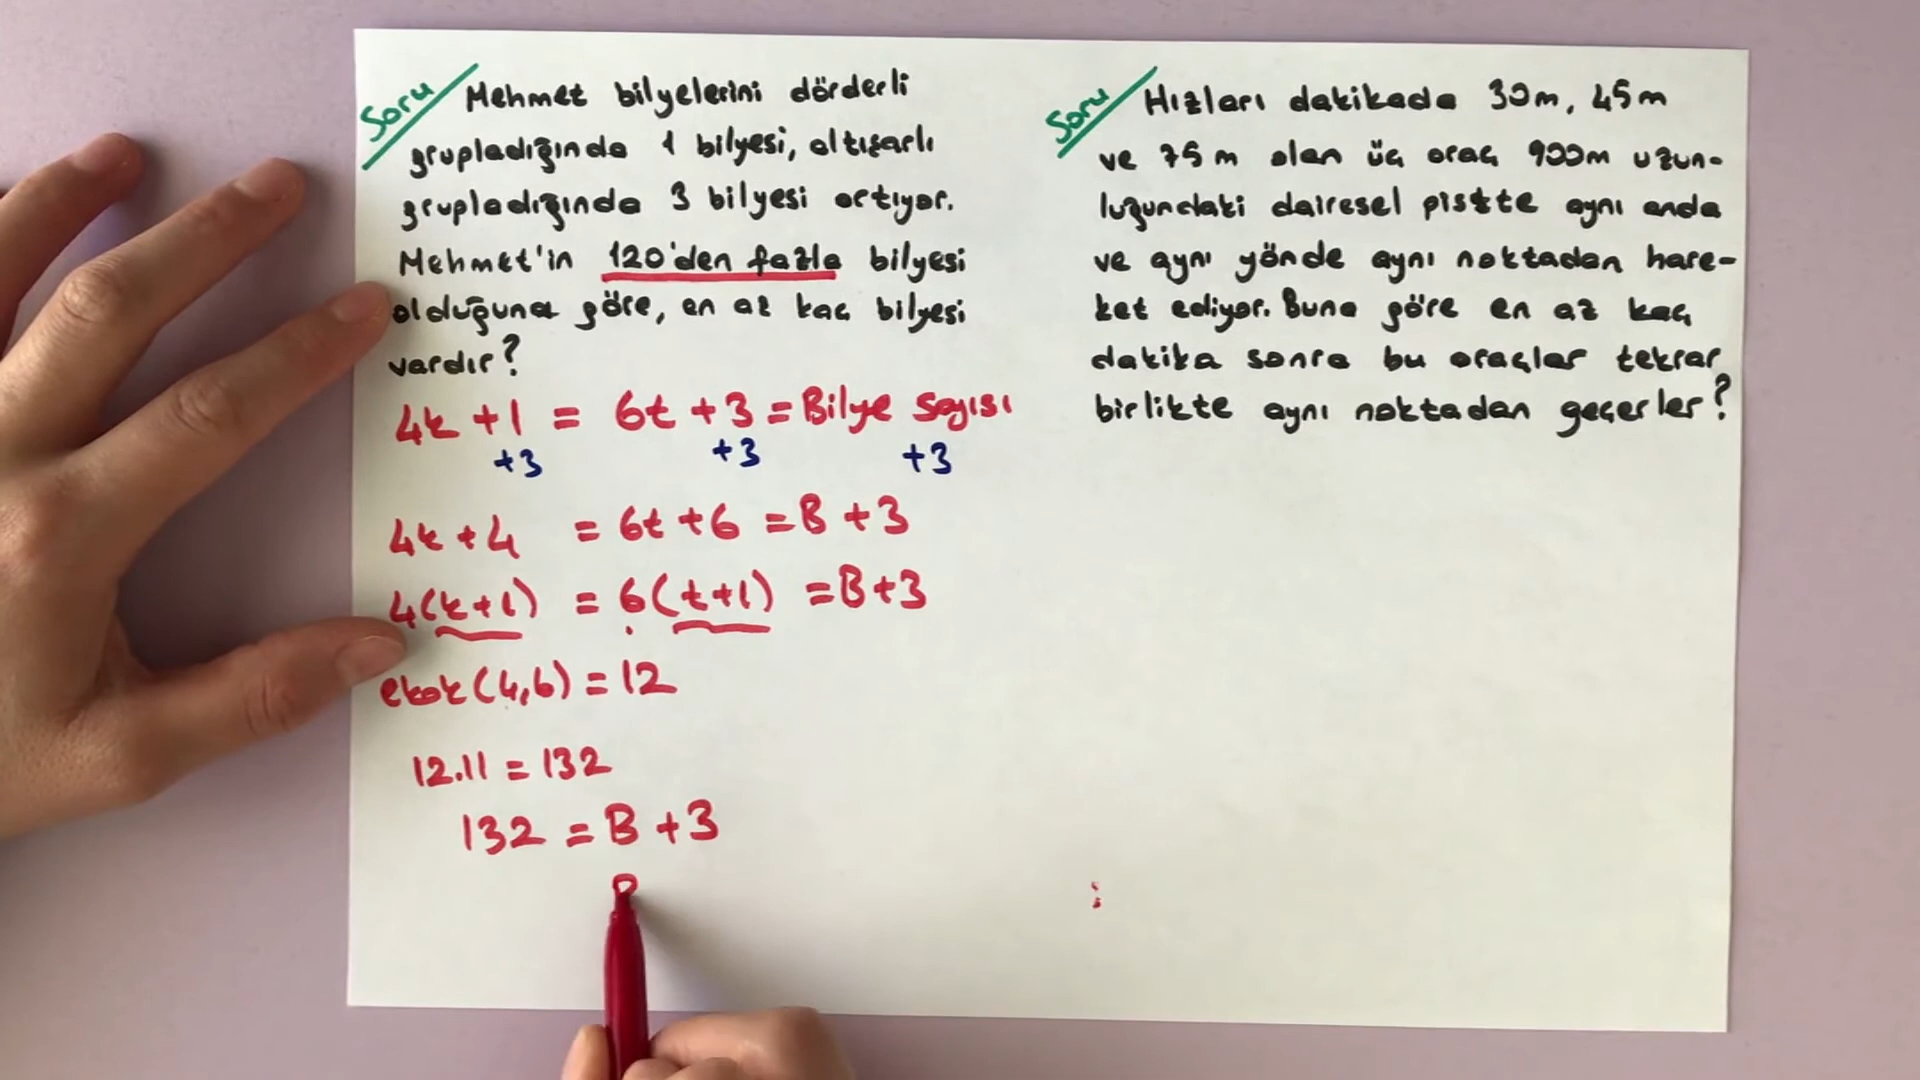 Soru Mehmet bilyelerini dörderli
grupladığında 1 bilyesi, altışarlı
grupladığında 3 bilyesi artıyor.
Mehmet'in 120'den fazla bilyesi
olduğuna göre, en az kaç bilyesi
vardır?
4k + 1 = 6t + 3 = Bilye sayısı
+3 +3 +3
4k + 4 = 6t + 6 = B + 3
4(k+1) = 6(t+1) = B+3
ekok(4,6) = 12
12.11 = 132
132 = B + 3
Soru Hızları dakikada 30m, 45m
ve 75m olan üç araç 900m uzun-
luğundaki dairesel pistte aynı anda
ve aynı yönde aynı noktadan hare-
ket ediyor. Buna göre en az kaç
dakika sonra bu araçlar tekrar
birlikte aynı noktadan geçerler?